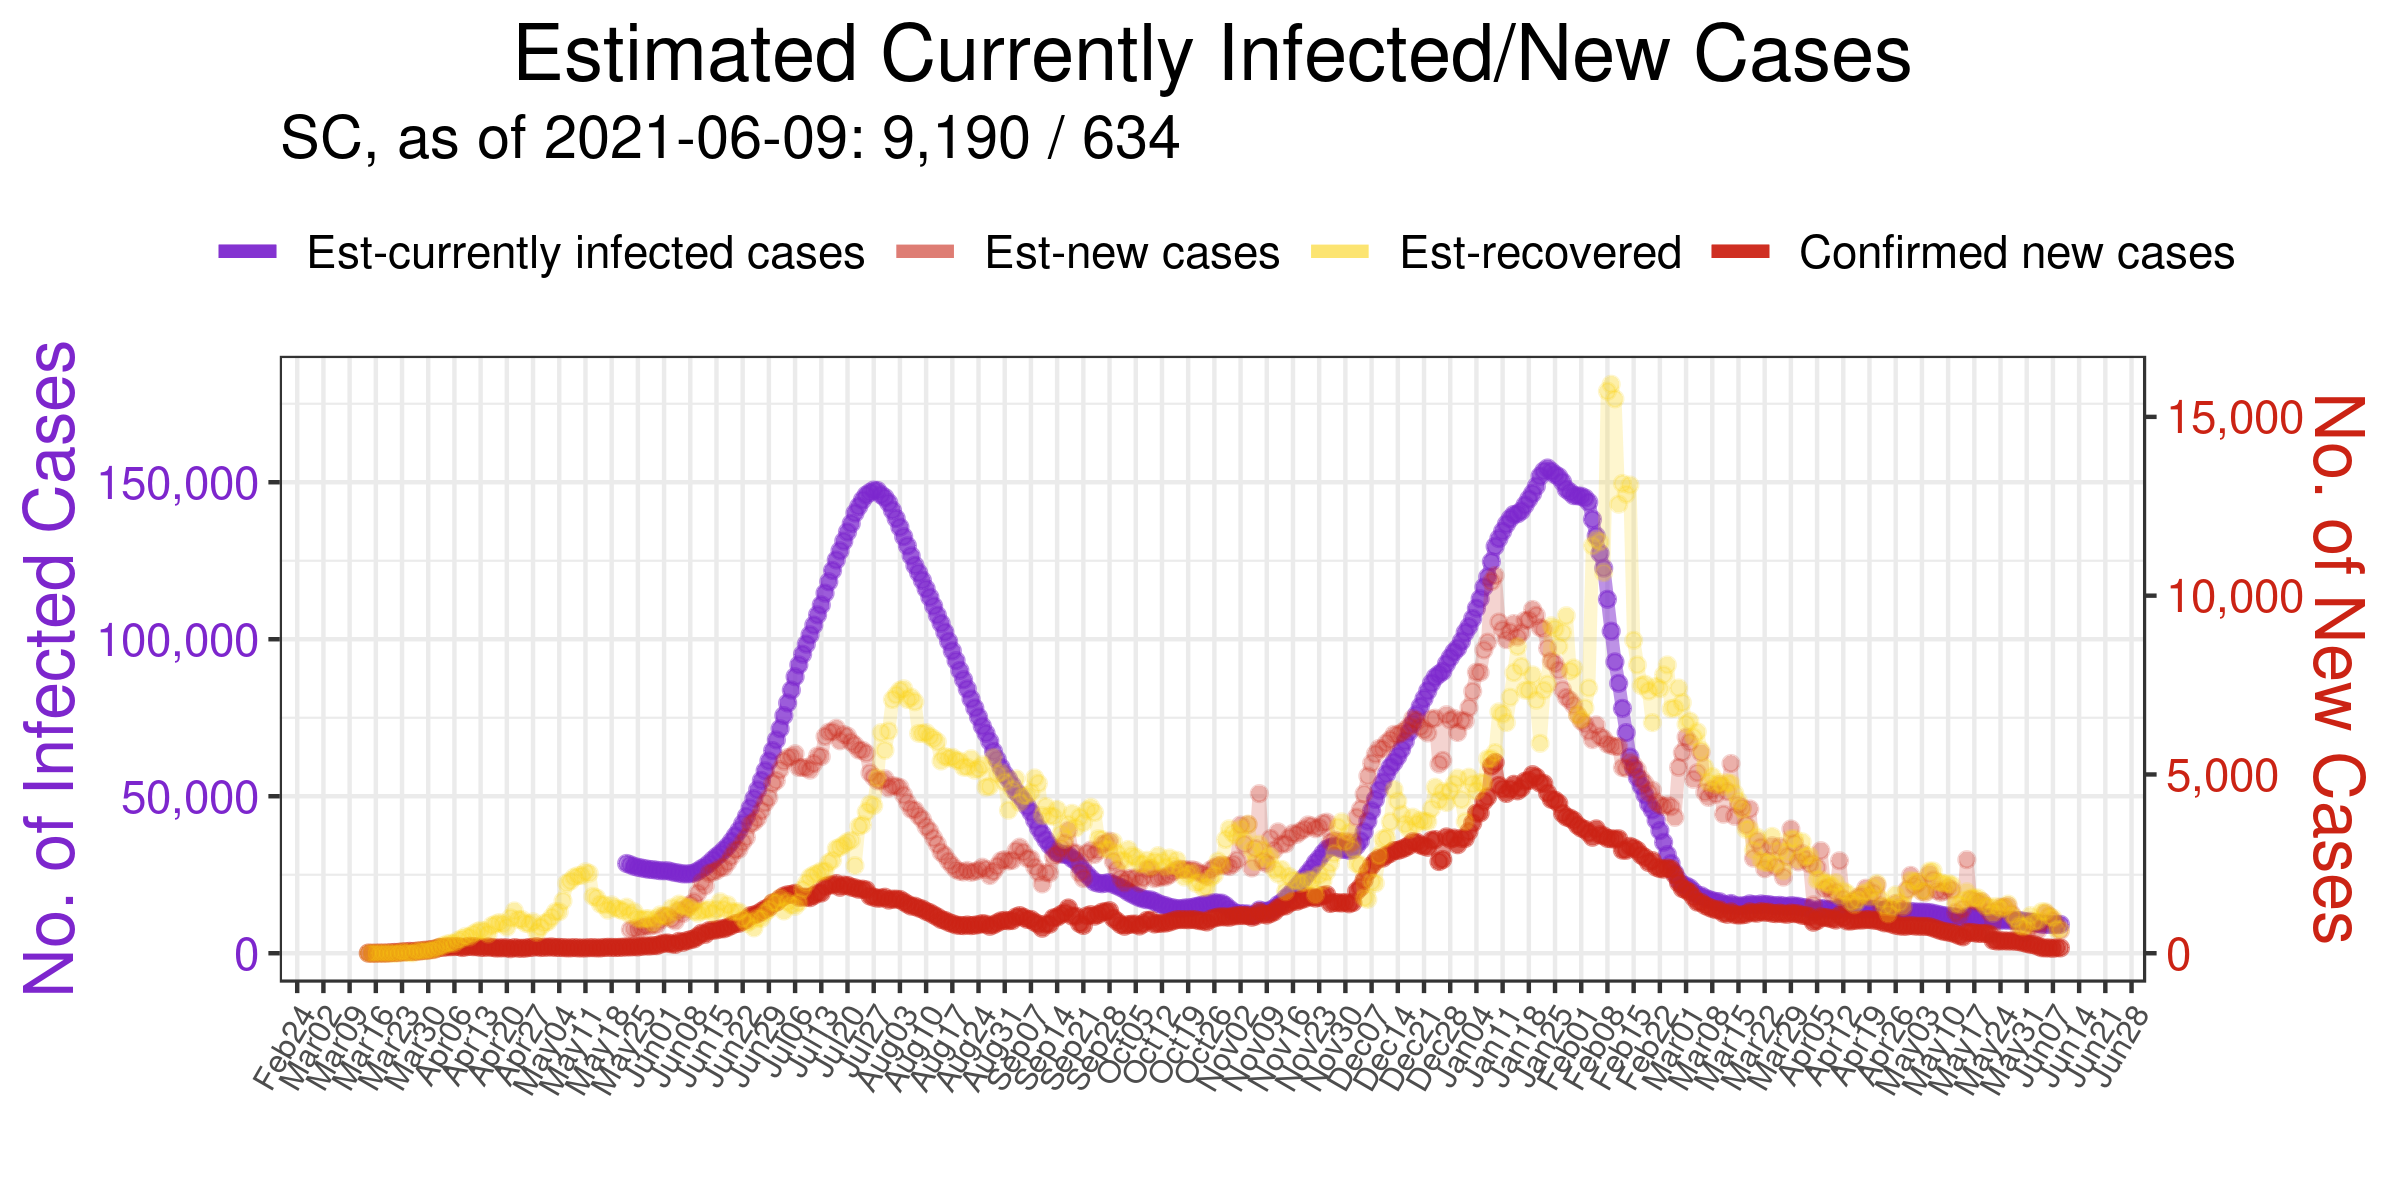 Estimated Currently Infected/New Cases
SC, as of 2021-06-09: 9,190 / 634
Est-currently infected cases Est-new cases Est-recovered Confirmed new cases
No. of Infected Cases
150,000
100,000
50,000
0
15,000
10,000
5,000
0
No. of New Cases
Feb24 Mar02 Mar09 Mar16 Mar23 Mar30 Apr06 Apr13 Apr20 Apr27 May04 May11 May18 May25 Jun01 Jun08 Jun15 Jun22 Jun29 Jul06 Jul13 Jul20 Jul27 Aug03 Aug10 Aug17 Aug24 Aug31 Sep07 Sep14 Sep21 Sep28 Oct05 Oct12 Oct19 Oct26 Nov02 Nov09 Nov16 Nov23 Nov30 Dec07 Dec14 Dec21 Dec28 Jan04 Jan11 Jan18 Jan25 Feb01 Feb08 Feb15 Feb22 Mar01 Mar08 Mar15 Mar22 Mar29 Apr05 Apr12 Apr19 Apr26 May03 May10 May17 May24 May31 Jun07 Jun14 Jun21 Jun28